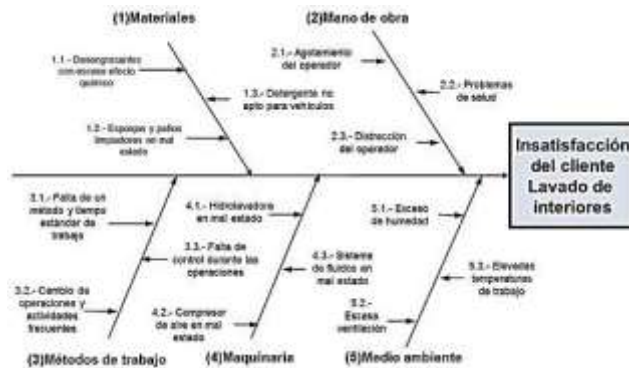 (1)Materiales
(2)Mano de obra
1.1.- Desengrasantes
con escaso efecto
químico
1.3.- Detergente no
apto para vehículos
1.2.- Esponjas y paños
limpiadores en mal
estado
2.1.- Agotamiento
del operador
2.2.- Problemas
de salud
2.3.- Distracción
del operador
Insatisfacción
del cliente
Lavado de
interiores
3.1.- Falta de un
método y tiempo
estándar de
trabajo
3.3.- Falta de
control durante las
operaciones
3.2.- Cambio de
operaciones y
actividades
frecuentes
4.1.- Hidrolavadora
en mal estado
4.3.- Sistema
de fluidos en
mal estado
4.2.- Compresor
de aire en mal
estado
5.1.- Exceso
de humedad
5.3.- Elevadas
temperaturas
de trabajo
5.2.-
Escasa
ventilación
(3)Métodos de trabajo
(4)Maquinaria
(5)Medio ambiente